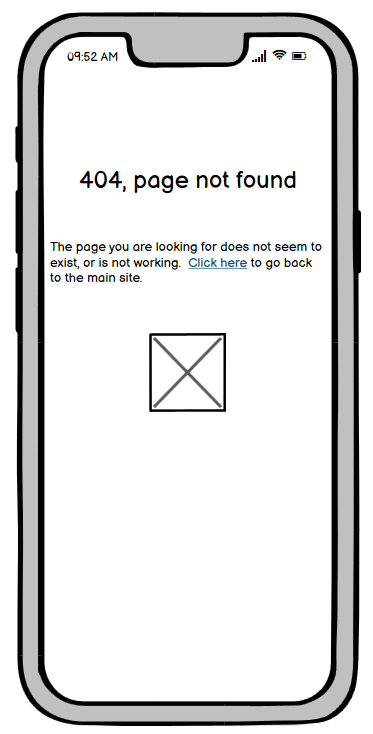 09:52 AM
404, page not found
The page you are looking for does not seem to
exist, or is not working. Click here to go back
to the main site.